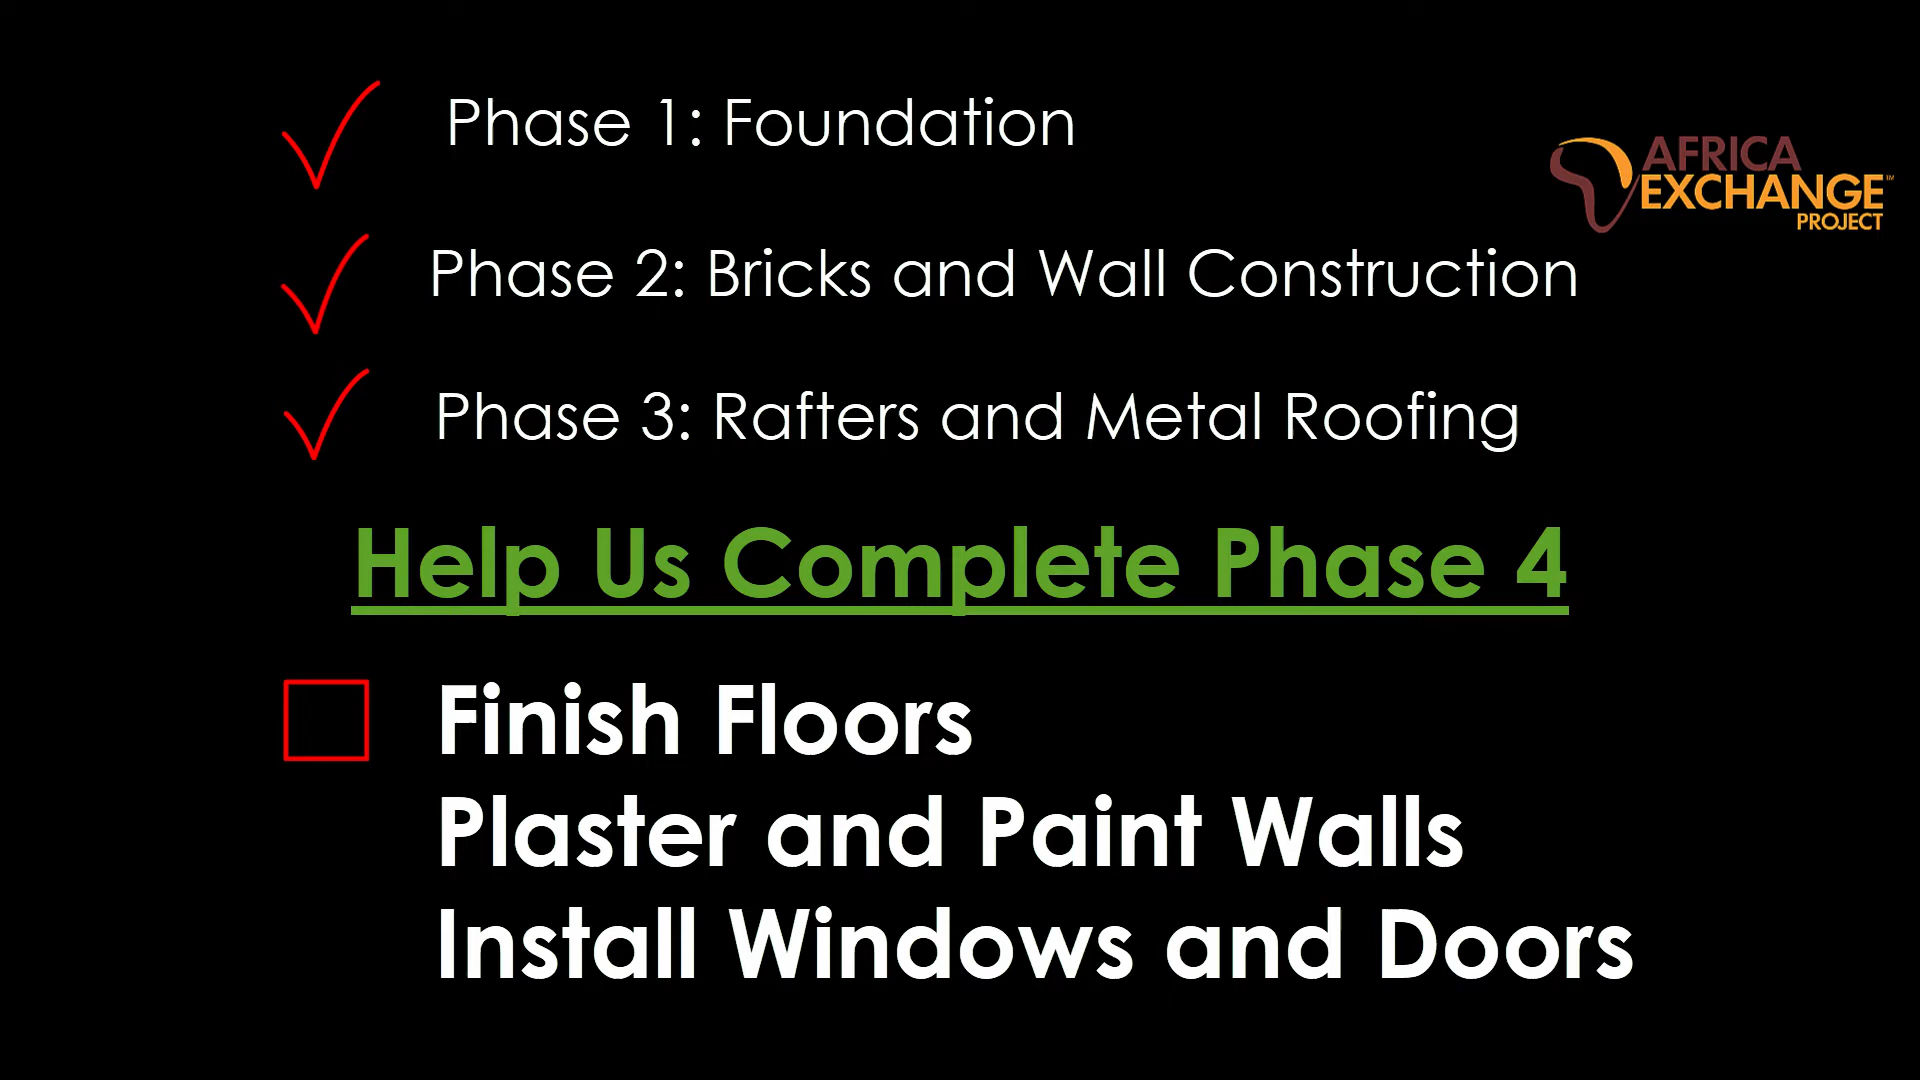 Phase 1: Foundation
AFRICA
EXCHANGE™
PROJECT
Phase 2: Bricks and Wall Construction
Phase 3: Rafters and Metal Roofing
Help Us Complete Phase 4
Finish Floors
Plaster and Paint Walls
Install Windows and Doors